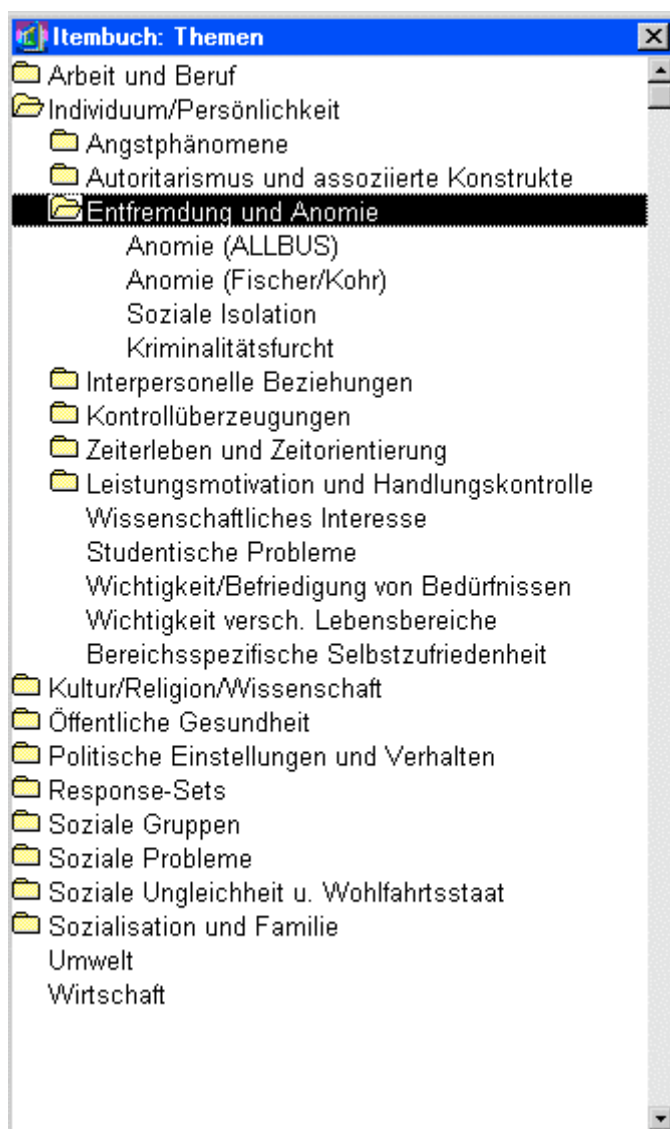 Itembuch: Themen
Arbeit und Beruf
Individuum/Persönlichkeit
Angstphänomene
Autoritarismus und assoziierte Konstrukte
Entfremdung und Anomie
Anomie (ALLBUS)
Anomie (Fischer/Kohr)
Soziale Isolation
Kriminalitätsfurcht
Interpersonelle Beziehungen
Kontrollüberzeugungen
Zeiterleben und Zeitorientierung
Leistungsmotivation und Handlungskontrolle
Wissenschaftliches Interesse
Studentische Probleme
Wichtigkeit/Befriedigung von Bedürfnissen
Wichtigkeit versch. Lebensbereiche
Bereichsspezifische Selbstzufriedenheit
Kultur/Religion/Wissenschaft
Öffentliche Gesundheit
Politische Einstellungen und Verhalten
Response-Sets
Soziale Gruppen
Soziale Probleme
Soziale Ungleichheit u. Wohlfahrtsstaat
Sozialisation und Familie
Umwelt
Wirtschaft